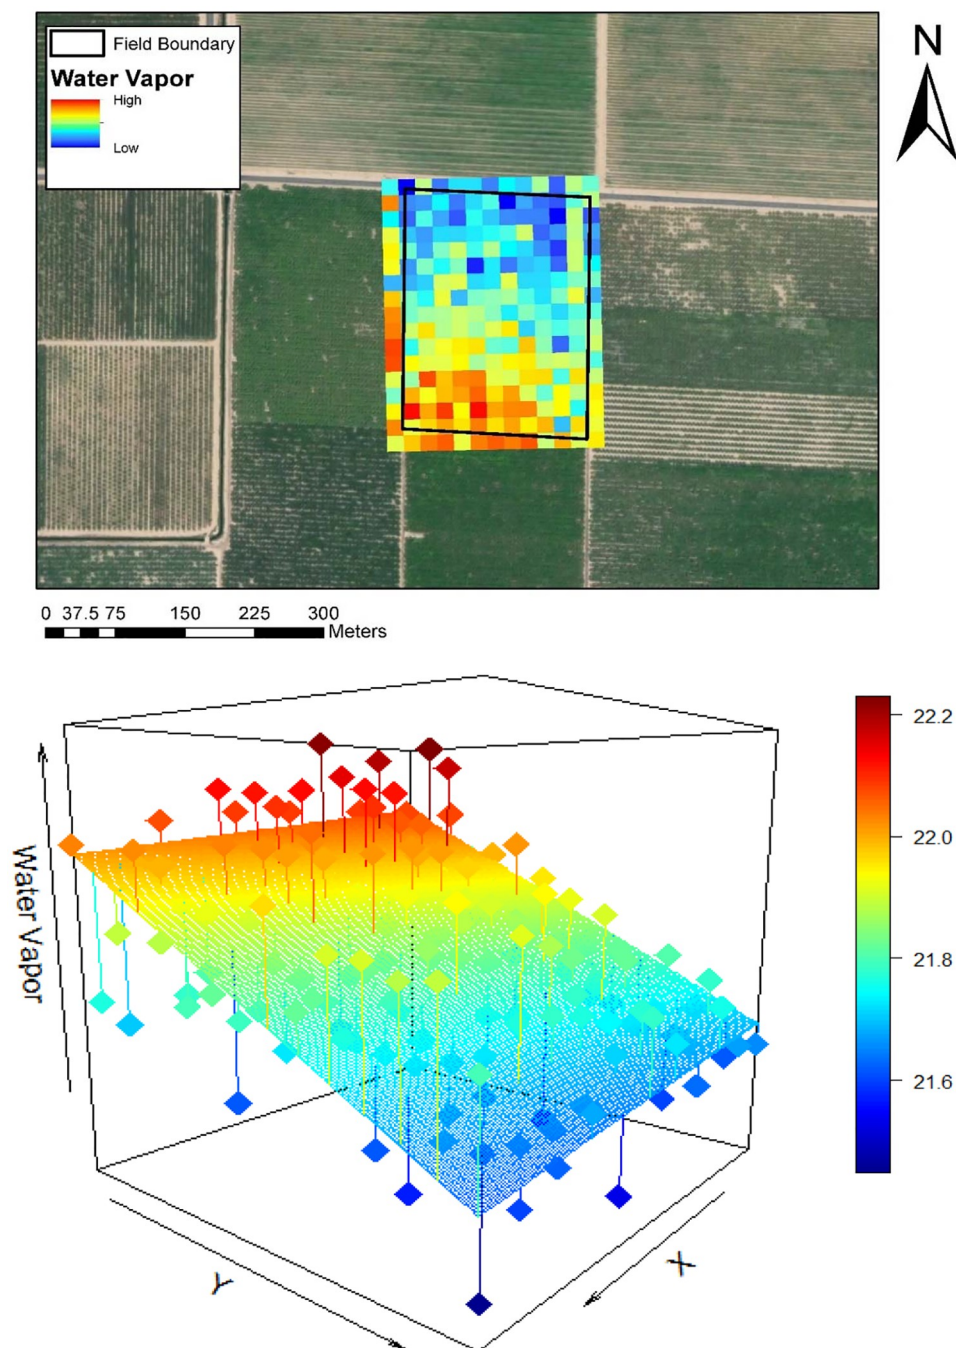 Field Boundary
Water Vapor
High
Low
N
0 37.5 75 150 225 300
Meters
Water Vapor
Y
X
22.2
22.0
21.8
21.6